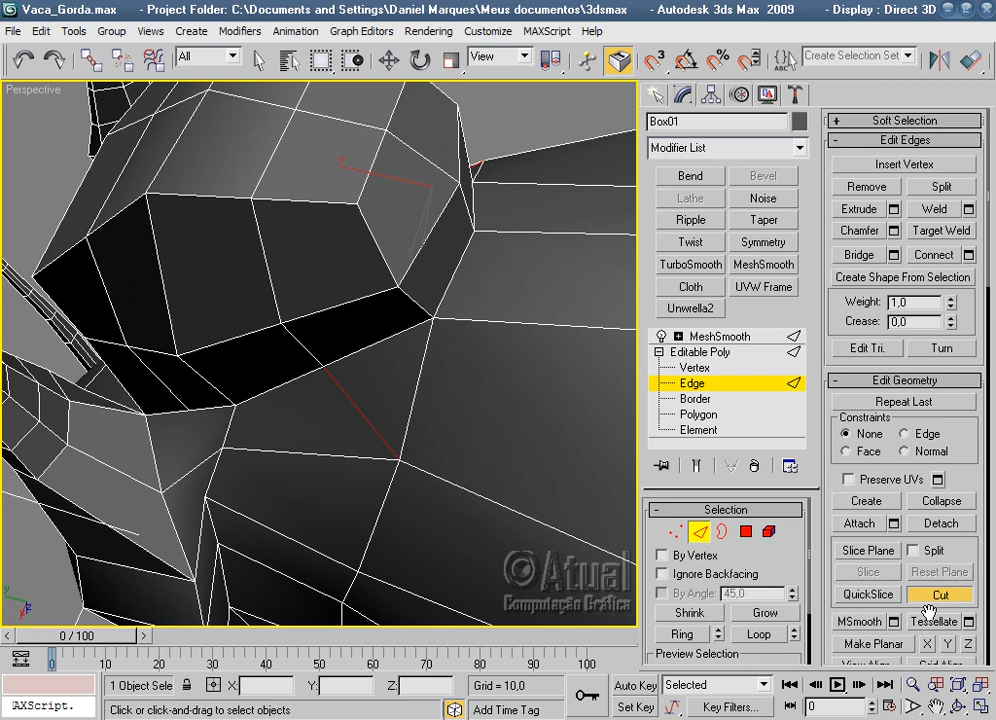 Vaca_Gorda.max - Project Folder: C:\Documents and Settings\Daniel Marques\Meus documentos\3dsmax - Autodesk 3ds Max 2009 - Display : Direct 3D
File Edit Tools Group Views Create Modifiers Animation Graph Editors Rendering Customize MAXScript Help
All View Create Selection Set
Perspective
Box01
Modifier List
Bend Bevel
Lathe Noise
Ripple Taper
Twist Symmetry
TurboSmooth MeshSmooth
Cloth UVW Frame
Unwrella2
MeshSmooth
Editable Poly
Vertex
Edge
Border
Polygon
Element
- Selection
By Vertex
Ignore Backfacing
By Angle: 45,0
Shrink Grow
Ring Loop
Preview Selection
+ Soft Selection
- Edit Edges
Insert Vertex
Remove Split
Extrude Weld
Chamfer Target Weld
Bridge Connect
Create Shape From Selection
Weight: 1,0
Crease: 0,0
Edit Tri. Turn
- Edit Geometry
Repeat Last
Constraints
None Edge
Face Normal
Preserve UVs
Create Collapse
Attach Detach
Slice Plane Split
Slice Reset Plane
QuickSlice Cut
MSmooth Tessellate
Make Planar X Y Z
View Align Grid Align
© Atual
Computação Gráfica
y
z
< 0 / 100 >
0 10 20 30 40 50 60 70 80 90 100
1 Object Sele X: Y: Z: Grid = 10,0
Auto Key Selected
AXScript. Click or click-and-drag to select objects Add Time Tag
Set Key Key Filters... 0